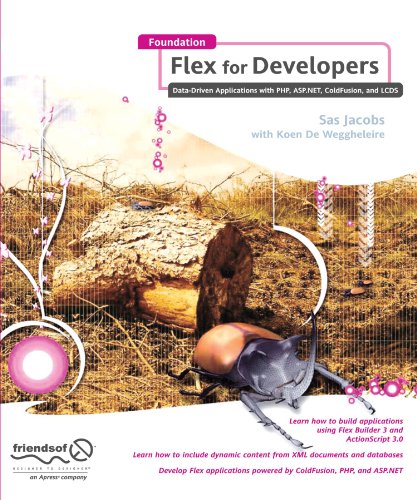 Foundation
Flex for Developers
Data-Driven Applications with PHP, ASP.NET, ColdFusion, and LCDS
Sas Jacobs
with Koen De Weggheleire
Learn how to build applications
using Flex Builder 3 and
ActionScript 3.0
Learn how to include dynamic content from XML documents and databases
Develop Flex applications powered by ColdFusion, PHP, and ASP.NET
friendsof
DESIGNER TO DESIGNER™
an Apress® company